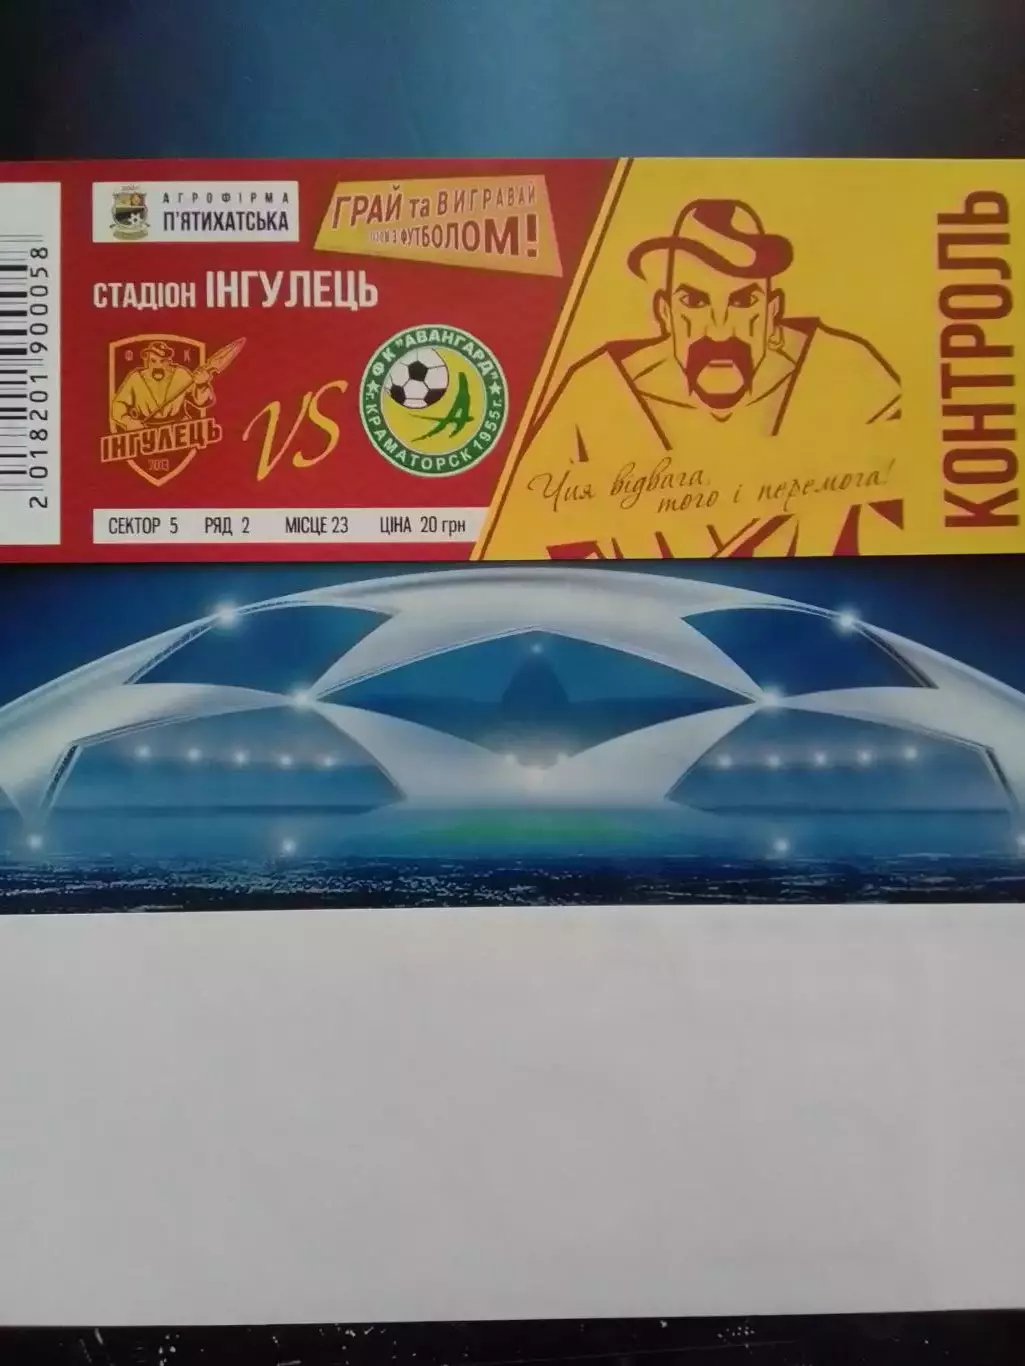 2 018201 900058
АГРОФІРМА
П'ЯТИХАТСЬКА
ГРАЙ та ВИГРАВАЙ
З ФУТБОЛОМ!
СТАДІОН ІНГУЛЕЦЬ
Ф К
ІНГУЛЕЦЬ
2013
VS
ФК "АВАНГАРД"
г. КРАМАТОРСК 1955 г.
А
СЕКТОР 5 РЯД 2 МІСЦЕ 23 ЦІНА 20 грн
Чия відвага,
того і перемога!
КОНТРОЛЬ